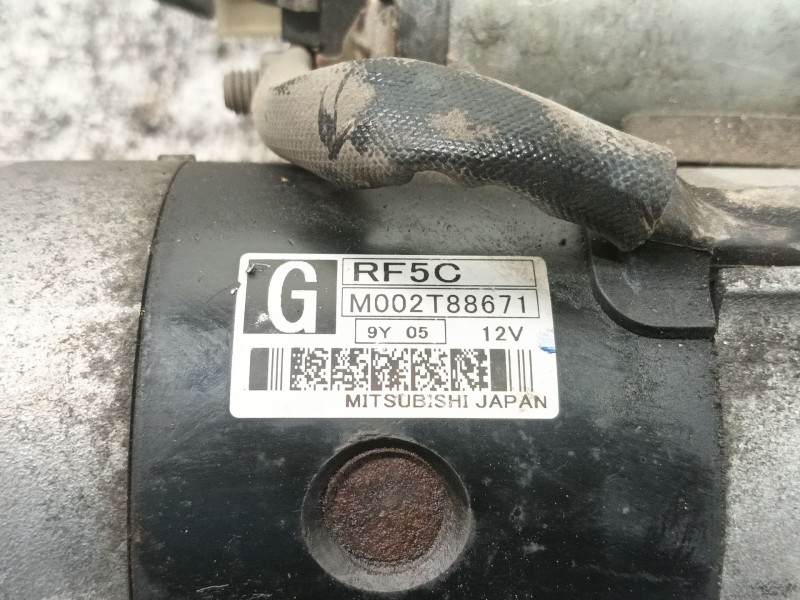 G
RF5C
M002T88671
9Y 05 12V
MITSUBISHI JAPAN